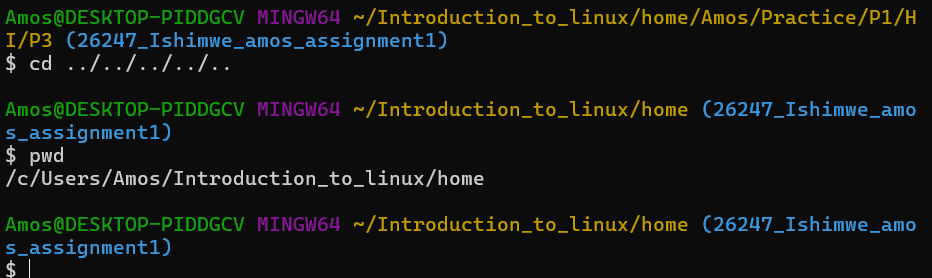 Amos@DESKTOP-PIDDGCV MINGW64 ~/Introduction_to_linux/home/Amos/Practice/P1/H
I/P3 (26247_Ishimwe_amos_assignment1)
$ cd ../../../../..
Amos@DESKTOP-PIDDGCV MINGW64 ~/Introduction_to_linux/home (26247_Ishimwe_amo
s_assignment1)
$ pwd
/c/Users/Amos/Introduction_to_linux/home
Amos@DESKTOP-PIDDGCV MINGW64 ~/Introduction_to_linux/home (26247_Ishimwe_amo
s_assignment1)
$